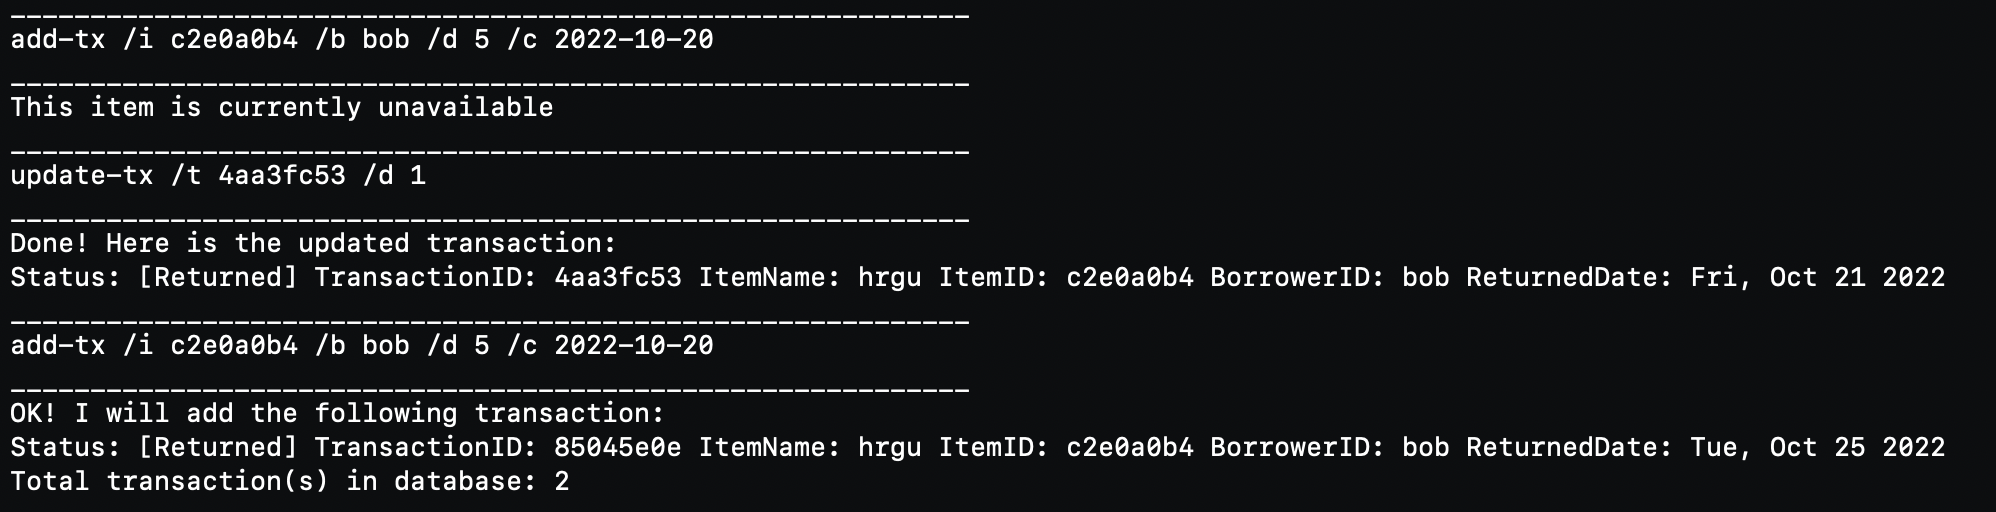 ____________________________________________________________
add-tx /i c2e0a0b4 /b bob /d 5 /c 2022-10-20
____________________________________________________________
This item is currently unavailable
____________________________________________________________
update-tx /t 4aa3fc53 /d 1
____________________________________________________________
Done! Here is the updated transaction:
Status: [Returned] TransactionID: 4aa3fc53 ItemName: hrgu ItemID: c2e0a0b4 BorrowerID: bob ReturnedDate: Fri, Oct 21 2022
____________________________________________________________
add-tx /i c2e0a0b4 /b bob /d 5 /c 2022-10-20
____________________________________________________________
OK! I will add the following transaction:
Status: [Returned] TransactionID: 85045e0e ItemName: hrgu ItemID: c2e0a0b4 BorrowerID: bob ReturnedDate: Tue, Oct 25 2022
Total transaction(s) in database: 2